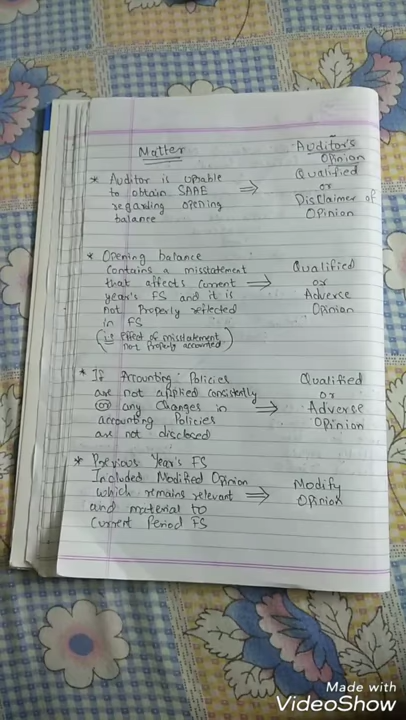 Matter
Auditor's
Opinion
* Auditor is unable
to obtain SAAE
regarding opening
balance
⇒
Qualified
or
Disclaimer of
Opinion
* Opening balance
contains a misstatement
that affects current
year's FS and it is
not properly reflected
in FS
(i.e. effect of misstatement
not properly accounted)
⇒
Qualified
or
Adverse
Opinion
* If Accounting Policies
are not applied consistently
or any changes in
accounting Policies
are not disclosed
⇒
Qualified
or
Adverse
Opinion
* Previous Year's FS
Included Modified Opinion
which remains relevant
and material to
Current Period FS
⇒
Modify
Opinion
Made with
VideoShow